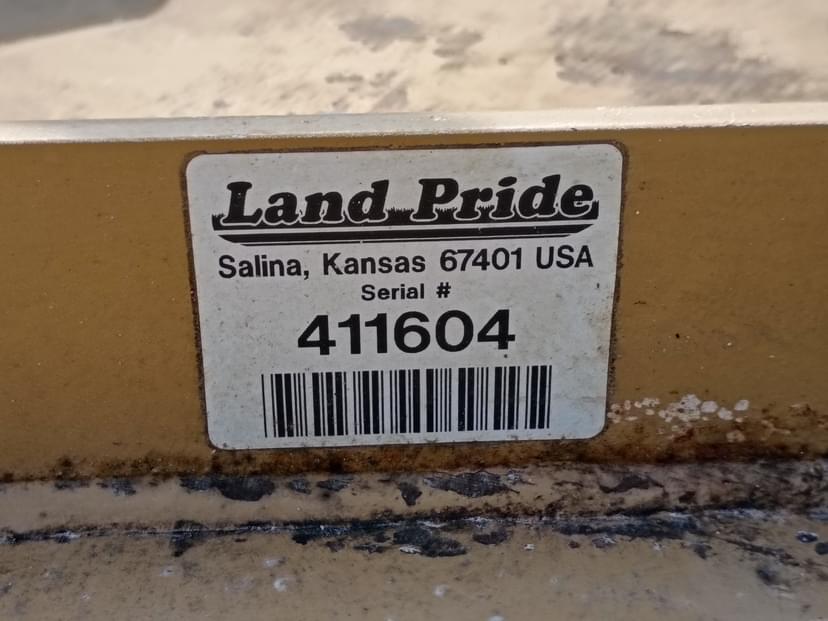 Land Pride
Salina, Kansas 67401 USA
Serial #
411604